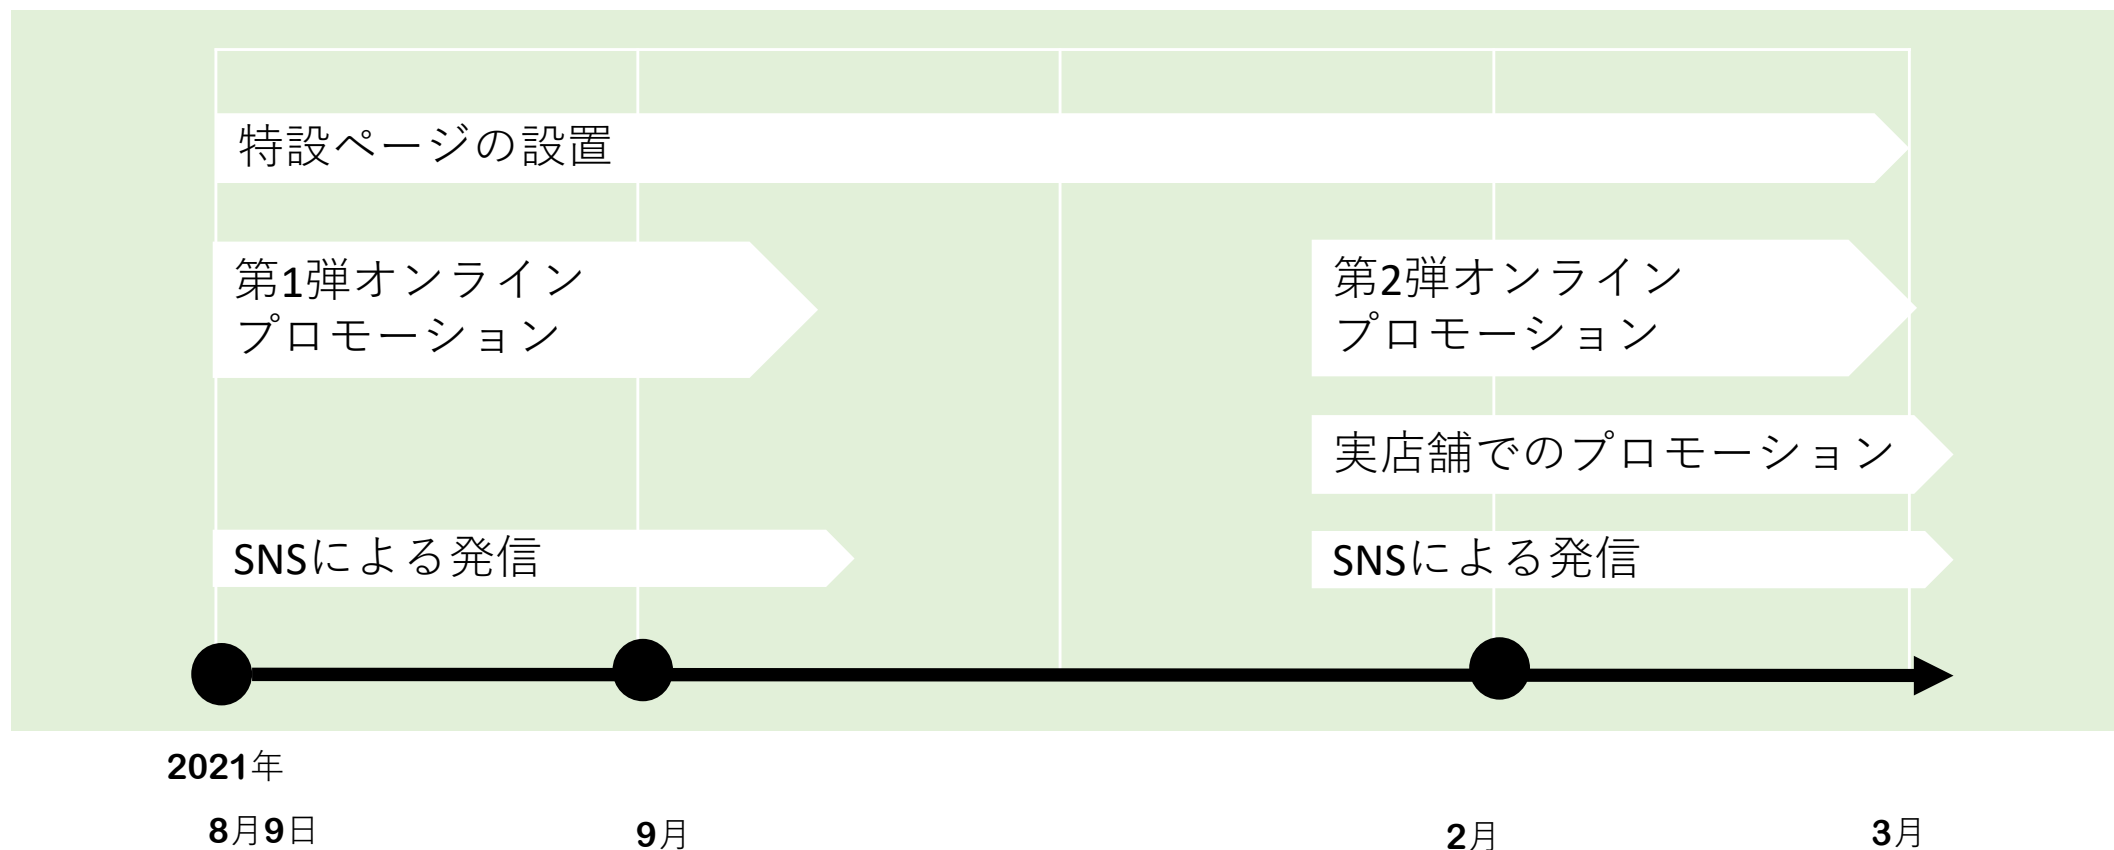 特設ページの設置
第1弾オンライン
プロモーション
第2弾オンライン
プロモーション
実店舗でのプロモーション
SNSによる発信
SNSによる発信
2021年
8月9日
9月
2月
3月